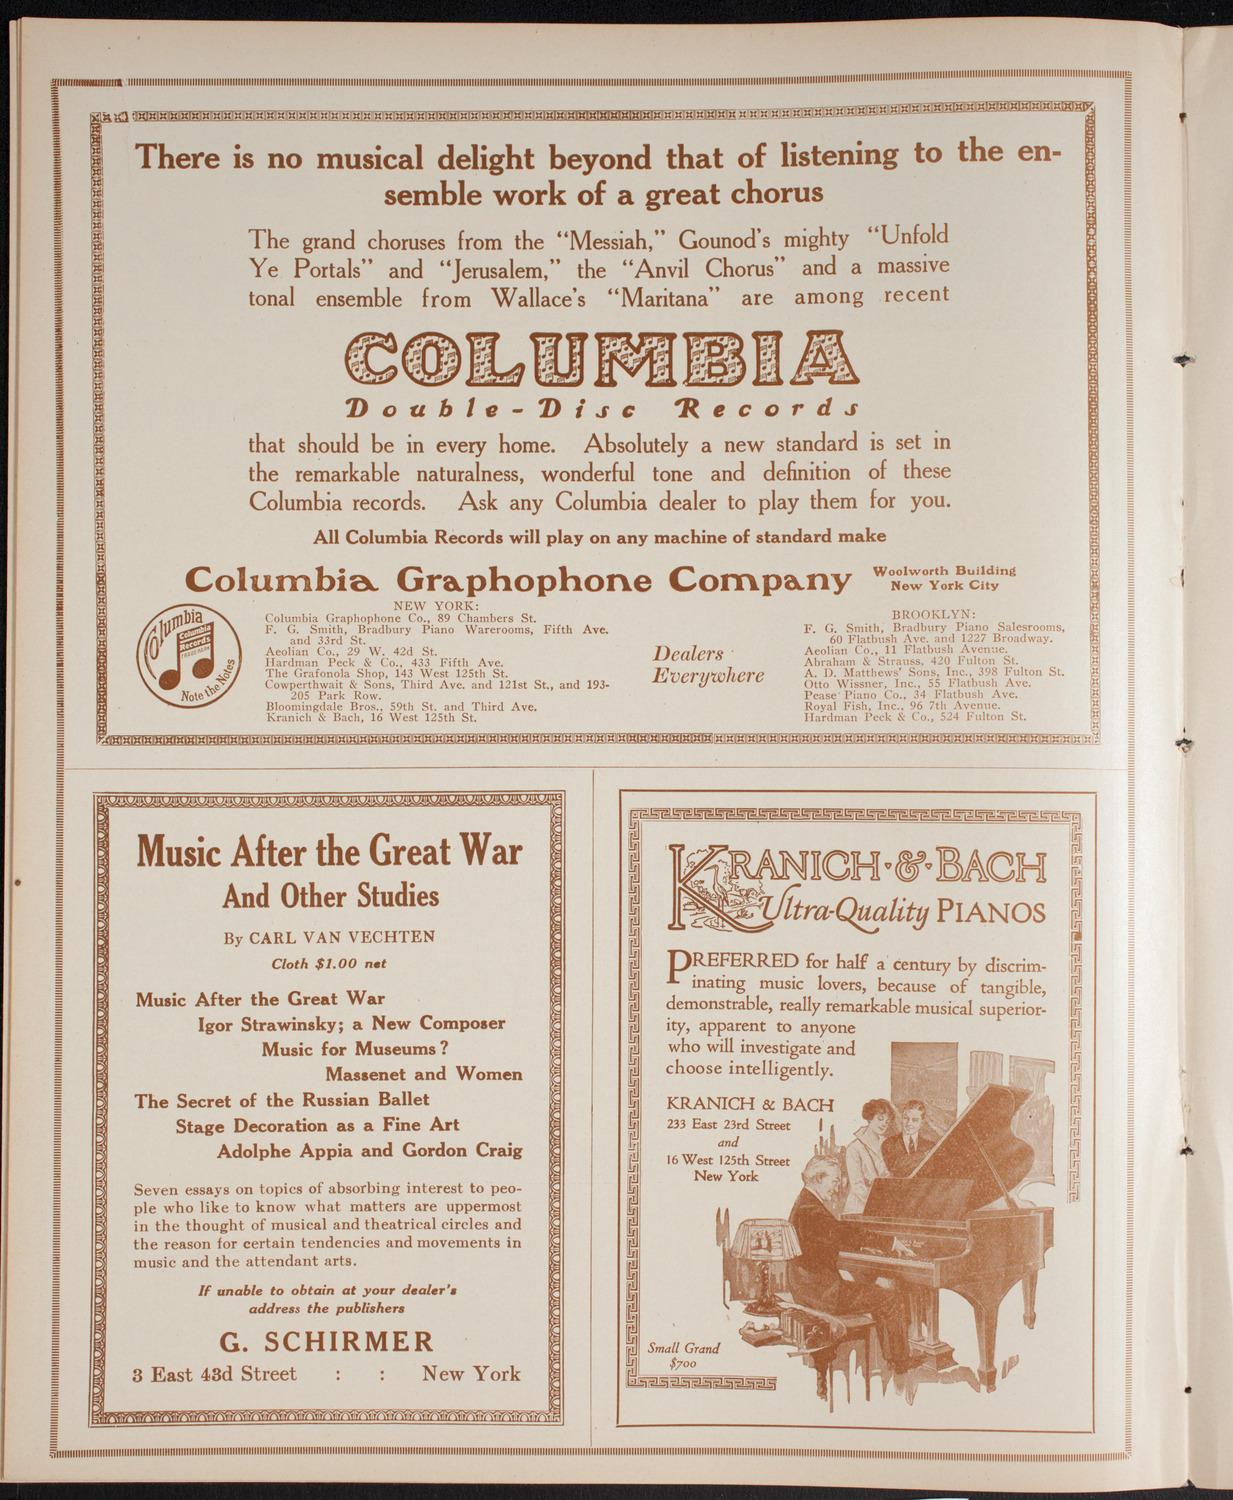 There is no musical delight beyond that of listening to the en-
semble work of a great chorus
The grand choruses from the “Messiah,” Gounod's mighty “Unfold
Ye Portals” and “Jerusalem,” the “Anvil Chorus” and a massive
tonal ensemble from Wallace's “Maritana” are among recent
COLUMBIA
Double-Disc Records
that should be in every home. Absolutely a new standard is set in
the remarkable naturalness, wonderful tone and definition of these
Columbia records. Ask any Columbia dealer to play them for you.
All Columbia Records will play on any machine of standard make
Columbia Graphophone Company
Woolworth Building
New York City
Columbia
Columbia
Records
TRADE MARK
Note the Notes
NEW YORK:
Columbia Graphophone Co., 89 Chambers St.
F. G. Smith, Bradbury Piano Warerooms, Fifth Ave.
and 33rd St.
Aeolian Co., 29 W. 42d St.
Hardman Peck & Co., 433 Fifth Ave.
The Grafonola Shop, 143 West 125th St.
Cowperthwait & Sons, Third Ave. and 121st St., and 193-
205 Park Row.
Bloomingdale Bros., 59th St. and Third Ave.
Kranich & Bach, 16 West 125th St.
Dealers
Everywhere
BROOKLYN:
F. G. Smith, Bradbury Piano Salesrooms,
60 Flatbush Ave. and 1227 Broadway.
Aeolian Co., 11 Flatbush Avenue.
Abraham & Strauss, 420 Fulton St.
A. D. Matthews' Sons, Inc., 398 Fulton St.
Otto Wissner, Inc., 55 Flatbush Ave.
Pease Piano Co., 34 Flatbush Ave.
Royal Fish, Inc., 96 7th Avenue.
Hardman Peck & Co., 524 Fulton St.
Music After the Great War
And Other Studies
By CARL VAN VECHTEN
Cloth $1.00 net
Music After the Great War
Igor Strawinsky; a New Composer
Music for Museums?
Massenet and Women
The Secret of the Russian Ballet
Stage Decoration as a Fine Art
Adolphe Appia and Gordon Craig
Seven essays on topics of absorbing interest to peo-
ple who like to know what matters are uppermost
in the thought of musical and theatrical circles and
the reason for certain tendencies and movements in
music and the attendant arts.
If unable to obtain at your dealer's
address the publishers
G. SCHIRMER
3 East 43d Street : : New York
KRANICH·&·BACH
Ultra-Quality PIANOS
PREFERRED for half a century by discrim-
inating music lovers, because of tangible,
demonstrable, really remarkable musical superior-
ity, apparent to anyone
who will investigate and
choose intelligently.
KRANICH & BACH
233 East 23rd Street
and
16 West 125th Street
New York
Small Grand
$700